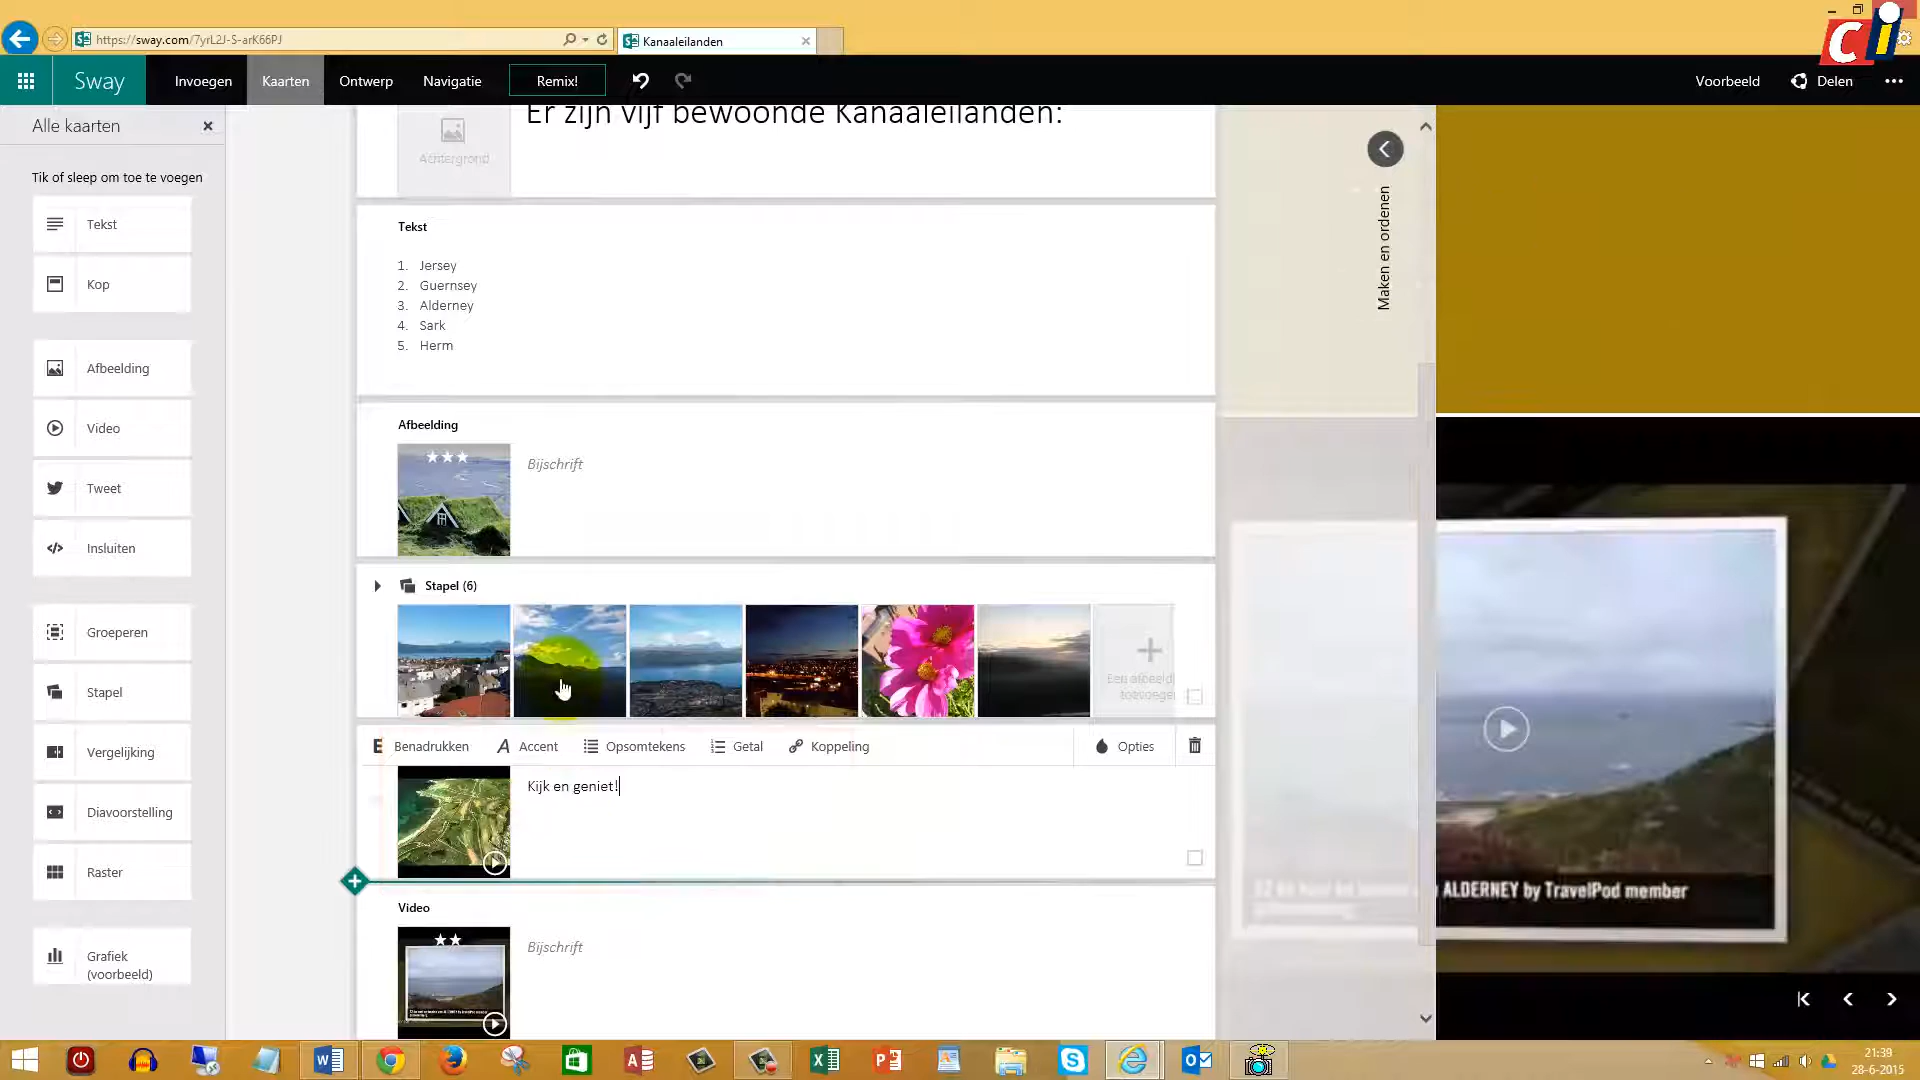 https://sway.com/7yrL2J-S-arK66PJ
Kanaaleilanden
Ci
Sway
Invoegen
Kaarten
Ontwerp
Navigatie
Remix!
Voorbeeld
Delen
Alle kaarten
Tik of sleep om toe te voegen
Tekst
Kop
Afbeelding
Video
Tweet
Insluiten
Groeperen
Stapel
Vergelijking
Diavoorstelling
Raster
Grafiek
(voorbeeld)
Er zijn vijf bewoonde Kanaaleilanden:
Achtergrond
Tekst
1. Jersey
2. Guernsey
3. Alderney
4. Sark
5. Herm
Afbeelding
Bijschrift
Stapel (6)
Een afbeeld
toevoege
Benadrukken
Accent
Opsomtekens
Getal
Koppeling
Opties
Kijk en geniet!
Video
Bijschrift
Maken en ordenen
ALDERNEY by TravelPod member
21:39
28-6-2015